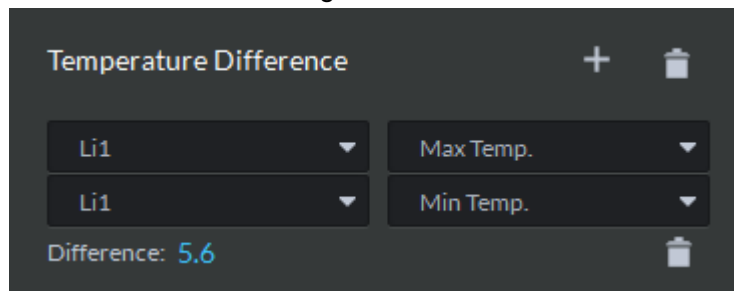 Temperature Difference
Li1 Max Temp.
Li1 Min Temp.
Difference: 5.6